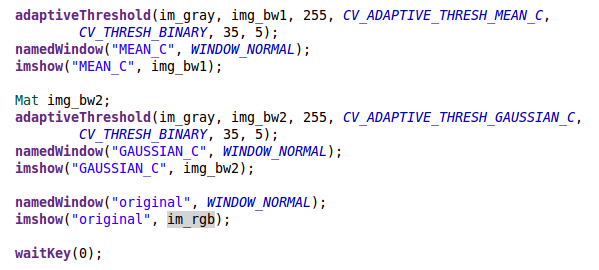 adaptiveThreshold(im_gray, img_bw1, 255, CV_ADAPTIVE_THRESH_MEAN_C,
        CV_THRESH_BINARY, 35, 5);
namedWindow("MEAN_C", WINDOW_NORMAL);
imshow("MEAN_C", img_bw1);

Mat img_bw2;
adaptiveThreshold(im_gray, img_bw2, 255, CV_ADAPTIVE_THRESH_GAUSSIAN_C,
        CV_THRESH_BINARY, 35, 5);
namedWindow("GAUSSIAN_C", WINDOW_NORMAL);
imshow("GAUSSIAN_C", img_bw2);

namedWindow("original", WINDOW_NORMAL);
imshow("original", im_rgb);

waitKey(0);